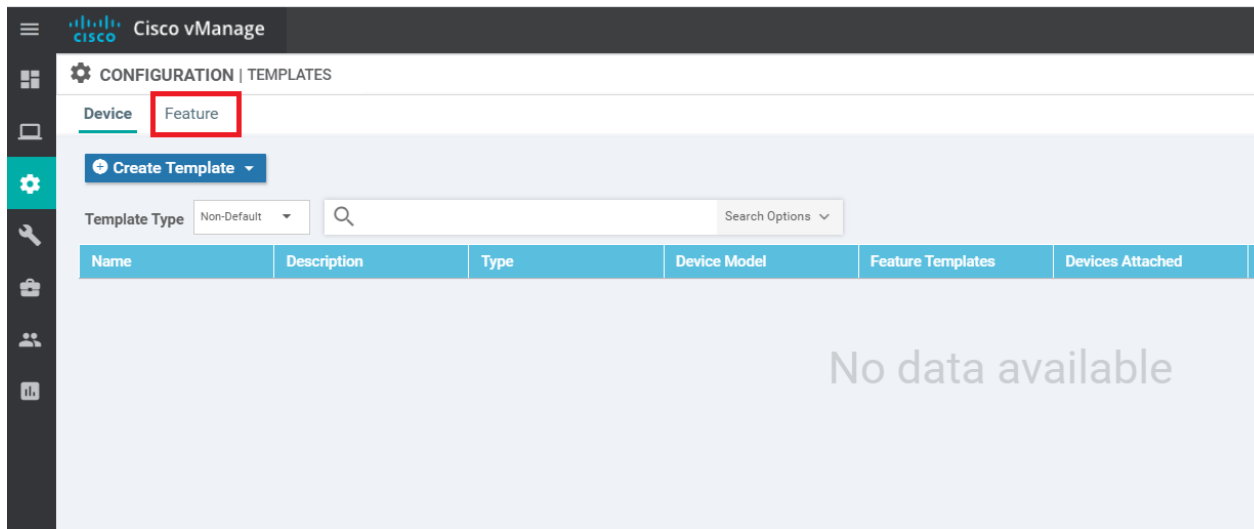 cisco Cisco vManage
CONFIGURATION | TEMPLATES
Device Feature
Create Template
Template Type Non-Default Search Options
Name Description Type Device Model Feature Templates Devices Attached
No data available